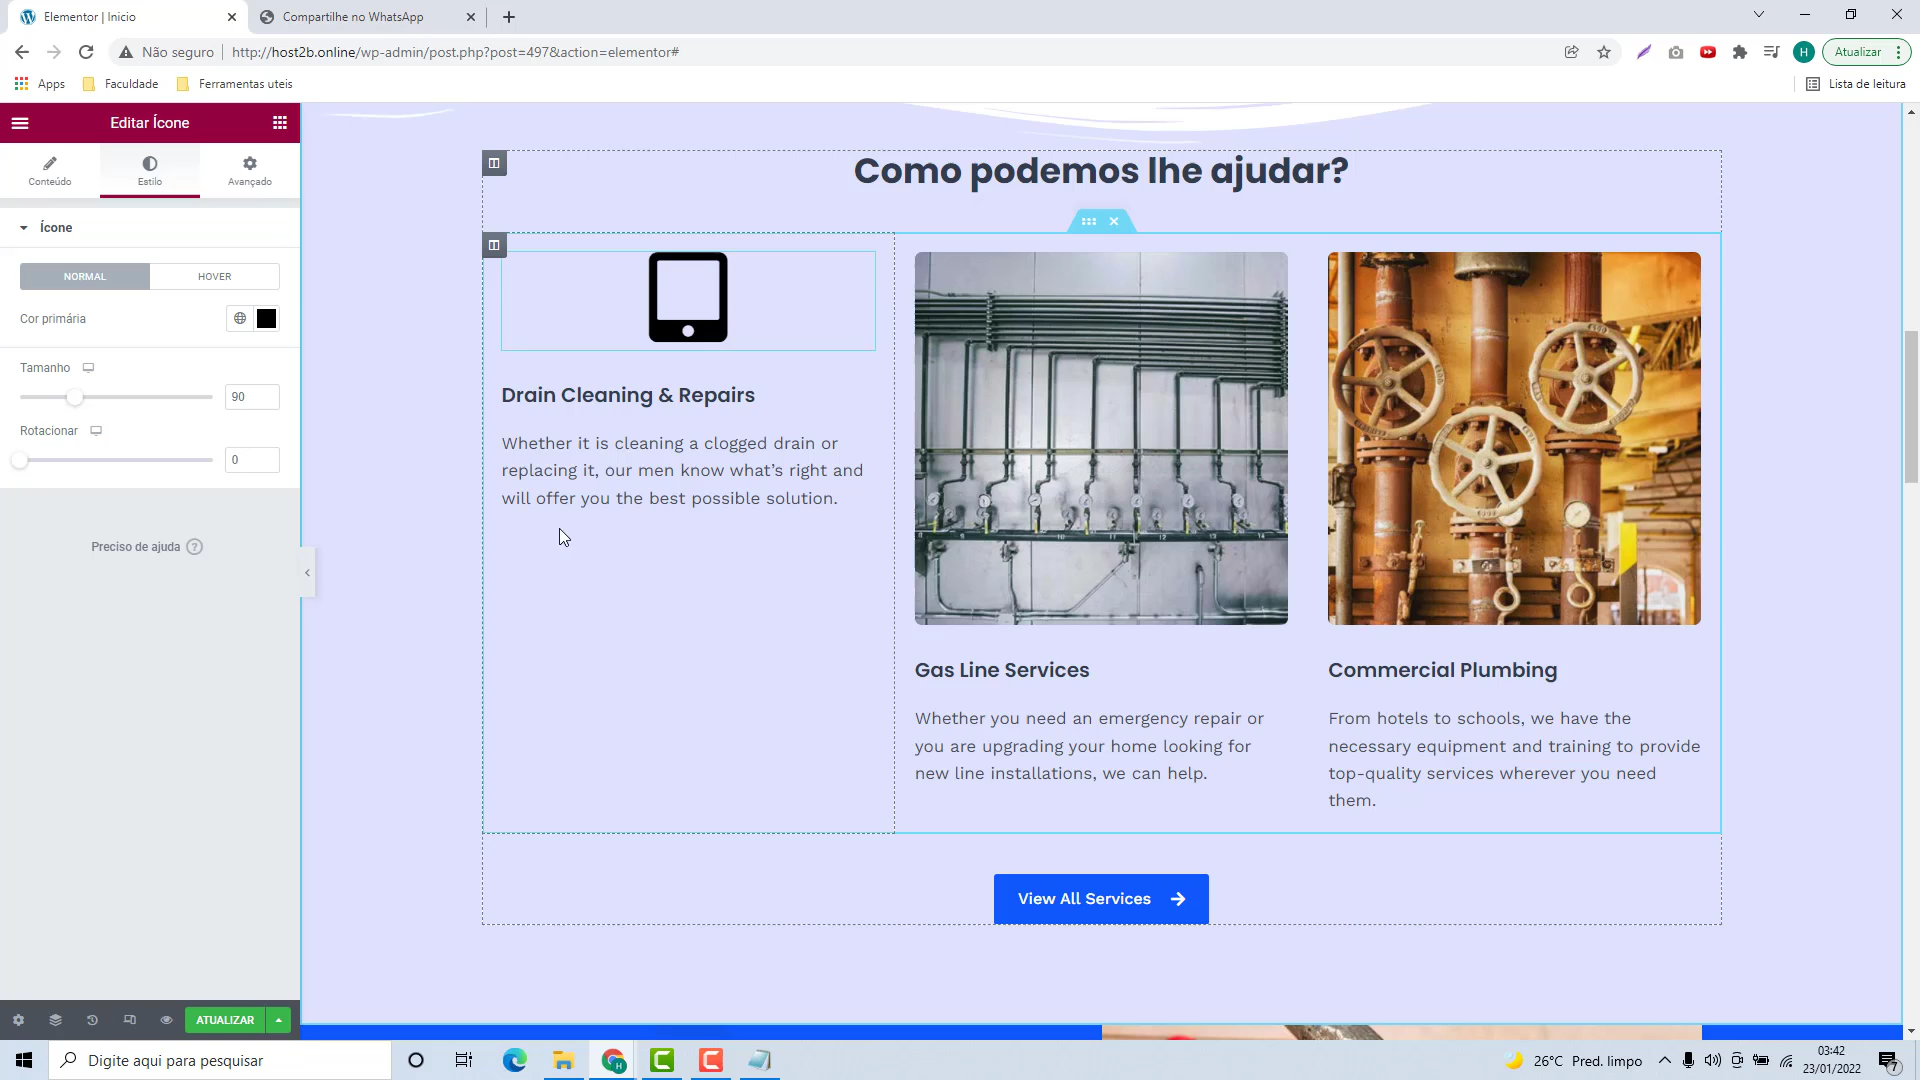 Elementor | Inicio
Compartilhe no WhatsApp
Não seguro
http://host2b.online/wp-admin/post.php?post=497&action=elementor#
H
Atualizar
Apps
Faculdade
Ferramentas uteis
Lista de leitura
Editar Ícone
Conteúdo
Estilo
Avançado
Ícone
NORMAL
HOVER
Cor primária
Tamanho
90
Rotacionar
0
Preciso de ajuda ?
ATUALIZAR
Como podemos lhe ajudar?
Drain Cleaning & Repairs
Whether it is cleaning a clogged drain or
replacing it, our men know what's right and
will offer you the best possible solution.
Gas Line Services
Whether you need an emergency repair or
you are upgrading your home looking for
new line installations, we can help.
Commercial Plumbing
From hotels to schools, we have the
necessary equipment and training to provide
top-quality services wherever you need
them.
View All Services
Digite aqui para pesquisar
26°C Pred. limpo
03:42
23/01/2022
7